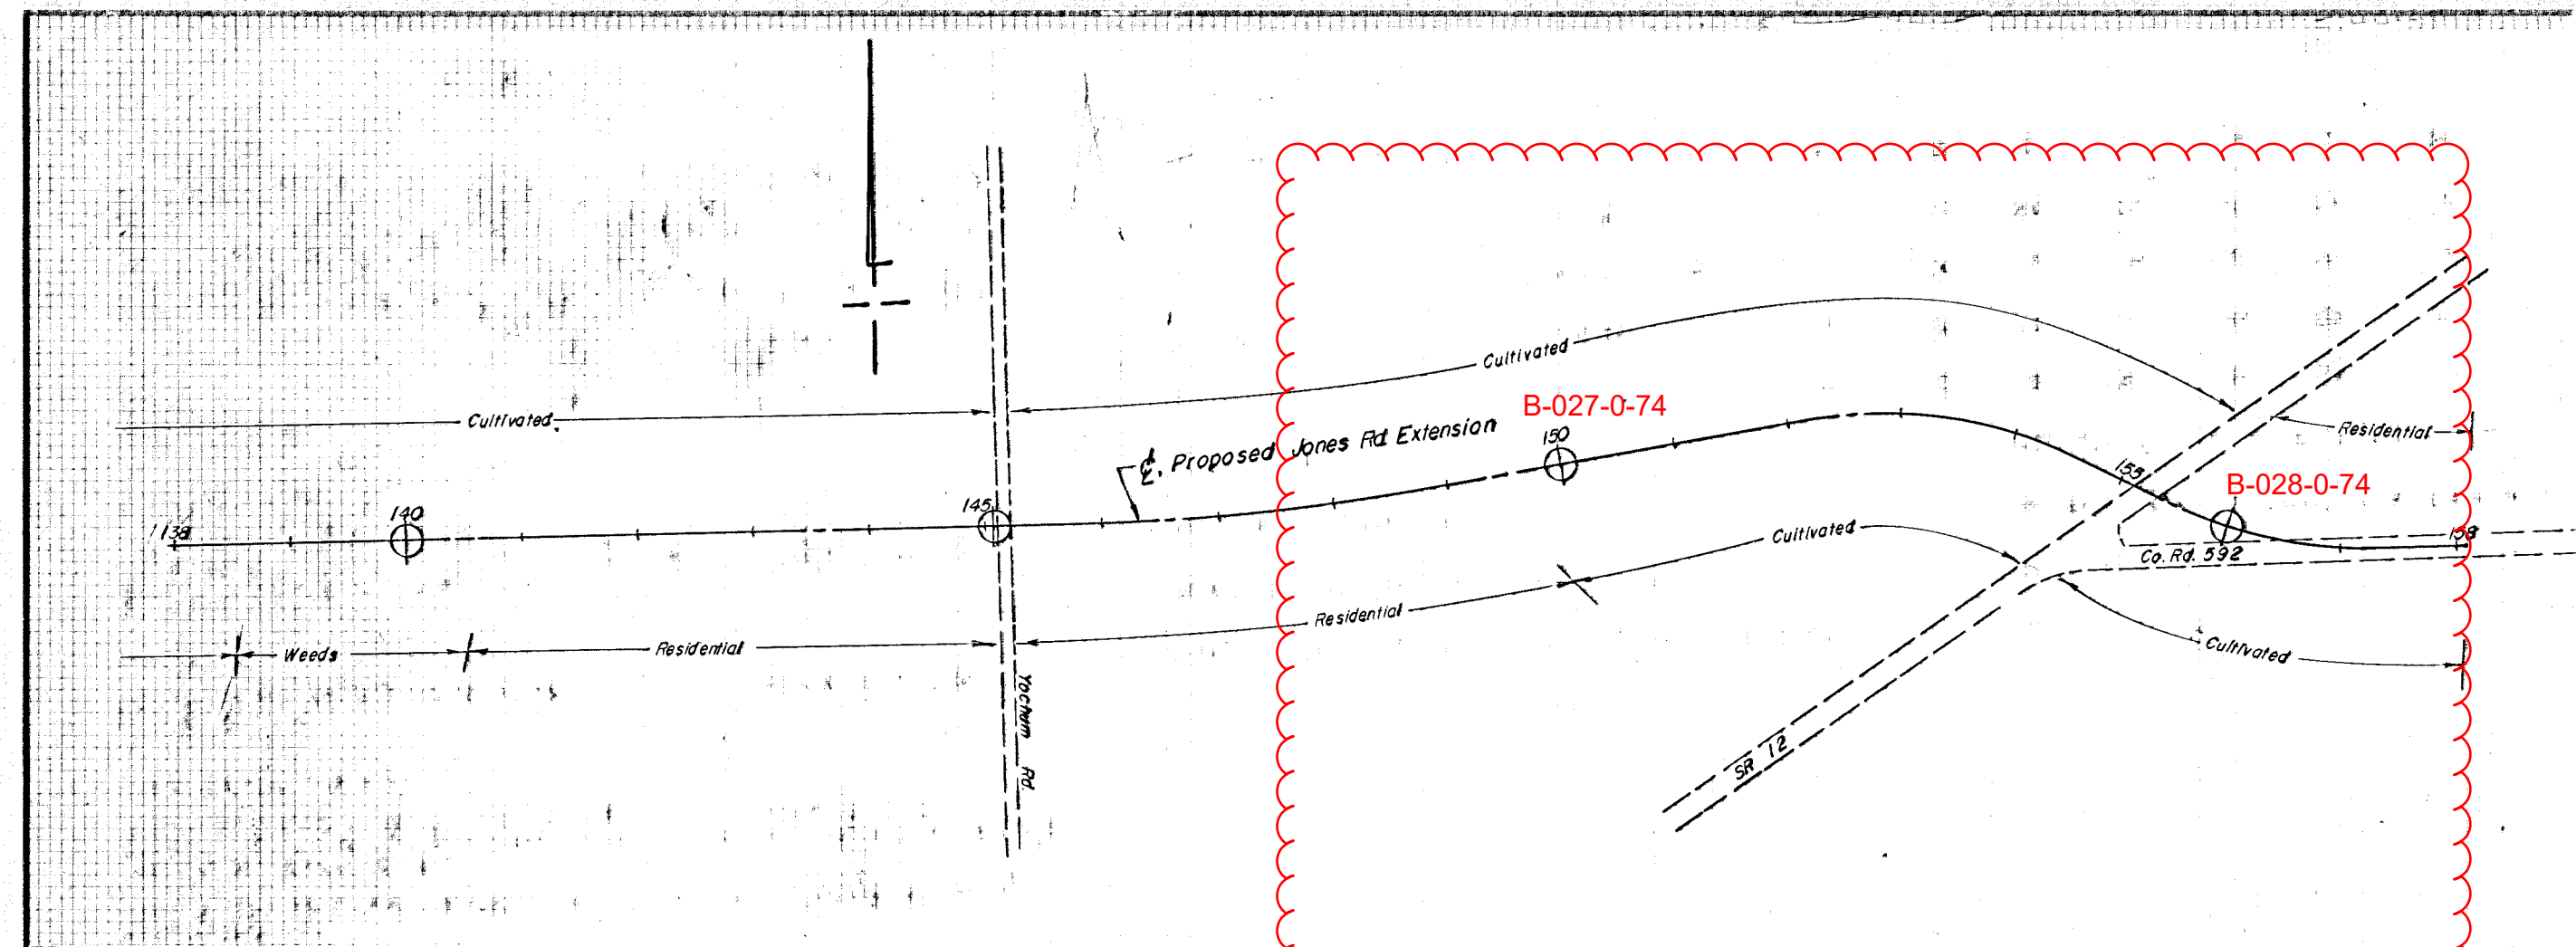 Cultivated
Cultivated
B-027-0-74
℄ Proposed Jones Rd. Extension
150
Residential
155
B-028-0-74
138
140
145
Cultivated
158
Co. Rd. 592
Residential
Weeds
Residential
Cultivated
Yochum Rd.
SR 12